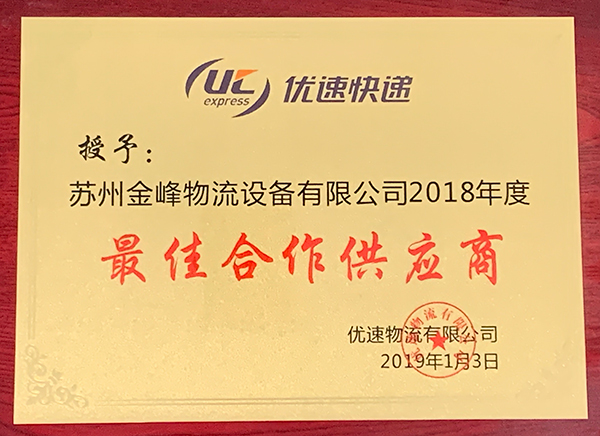 UC express 优速快递
授予：
苏州金峰物流设备有限公司2018年度
最佳合作供应商
优速物流有限公司
2019年1月3日